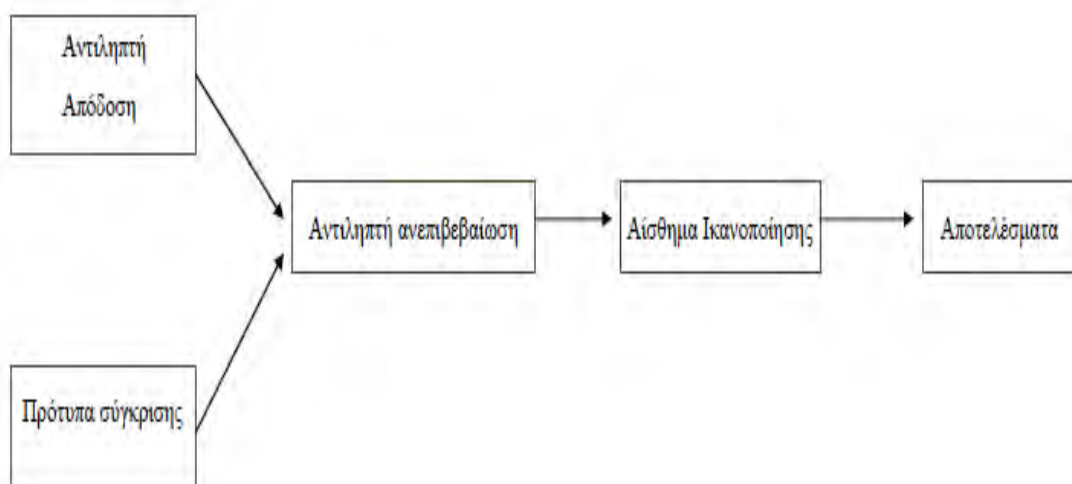 Αντιληπτή
Απόδοση
Αντιληπτή ανεπιβεβαίωση
Αίσθημα Ικανοποίησης
Αποτελέσματα
Πρότυπα σύγκρισης